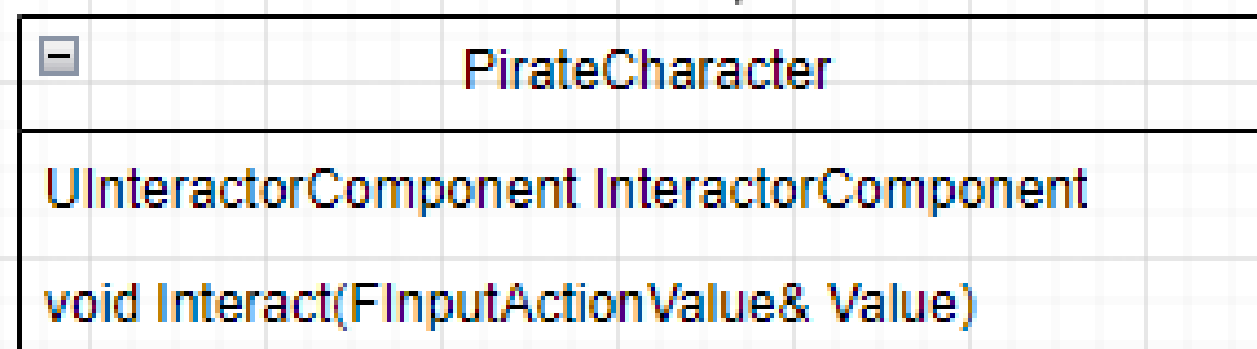 PirateCharacter
UInteractorComponent InteractorComponent
void Interact(FInputActionValue& Value)